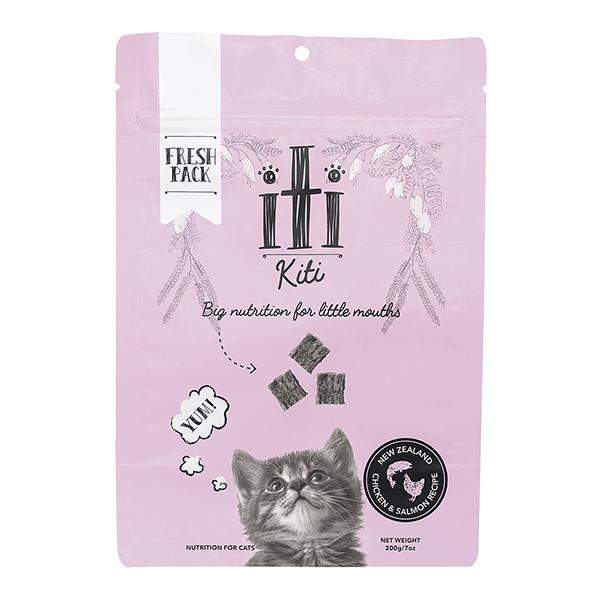 FRESH
PACK
iti
Kiti
Big nutrition for little mouths
YUM!
NEW ZEALAND
CHICKEN & SALMON RECIPE
NUTRITION FOR CATS
NET WEIGHT
200g/7oz